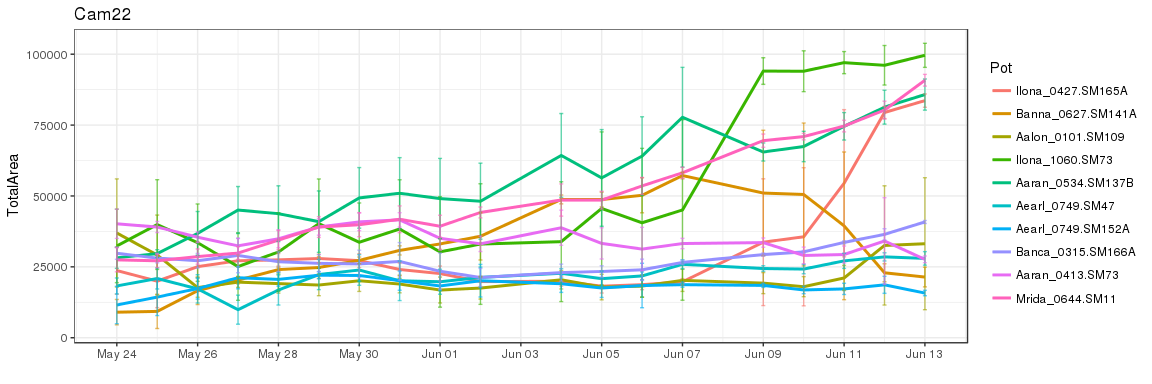 Cam22
TotalArea
100000
75000
50000
25000
0
May 24 May 26 May 28 May 30 Jun 01 Jun 03 Jun 05 Jun 07 Jun 09 Jun 11 Jun 13
Pot
Ilona_0427.SM165A
Banna_0627.SM141A
Aalon_0101.SM109
Ilona_1060.SM73
Aaran_0534.SM137B
Aearl_0749.SM47
Aearl_0749.SM152A
Banca_0315.SM166A
Aaran_0413.SM73
Mrida_0644.SM11